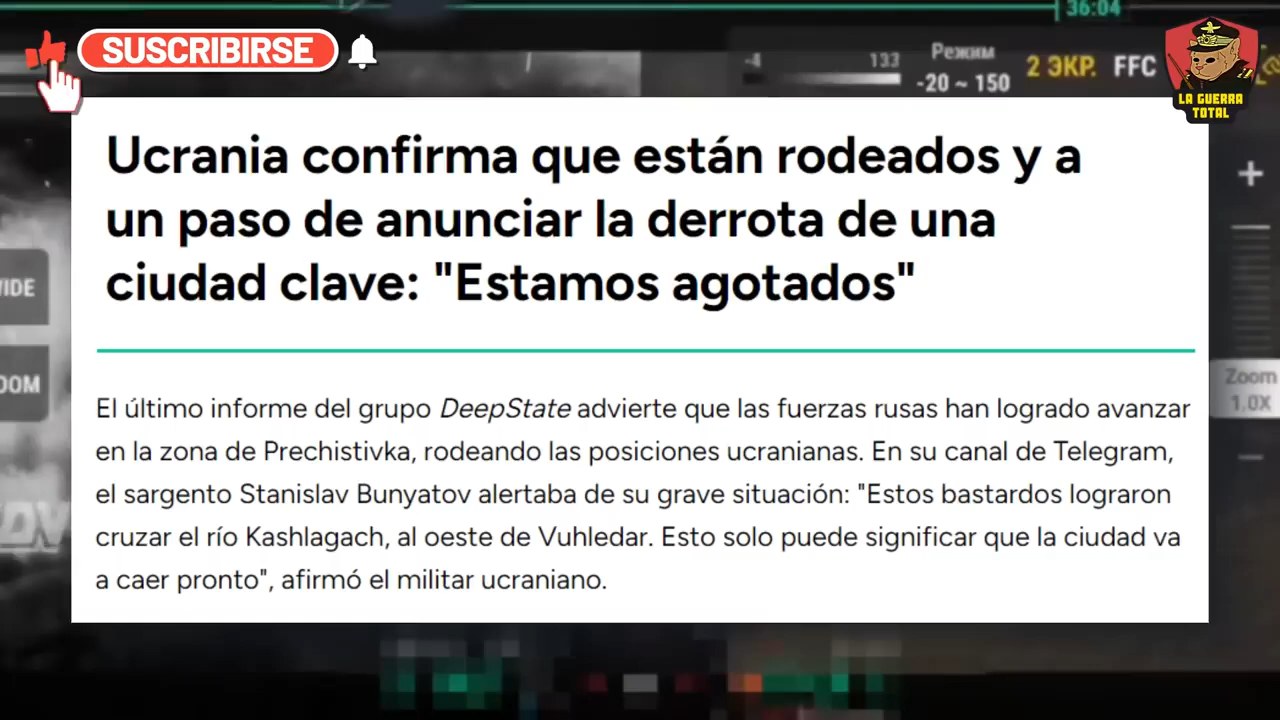 36:04
SUSCRIBIRSE
-4
133
Режим
-20 ~ 150
2 ЭКР.
FFC
LA GUERRA
TOTAL
Ucrania confirma que están rodeados y a
un paso de anunciar la derrota de una
ciudad clave: "Estamos agotados"
El último informe del grupo DeepState advierte que las fuerzas rusas han logrado avanzar
en la zona de Prechistivka, rodeando las posiciones ucranianas. En su canal de Telegram,
el sargento Stanislav Bunyatov alertaba de su grave situación: "Estos bastardos lograron
cruzar el río Kashlagach, al oeste de Vuhledar. Esto solo puede significar que la ciudad va
a caer pronto", afirmó el militar ucraniano.
Zoom
1.0X